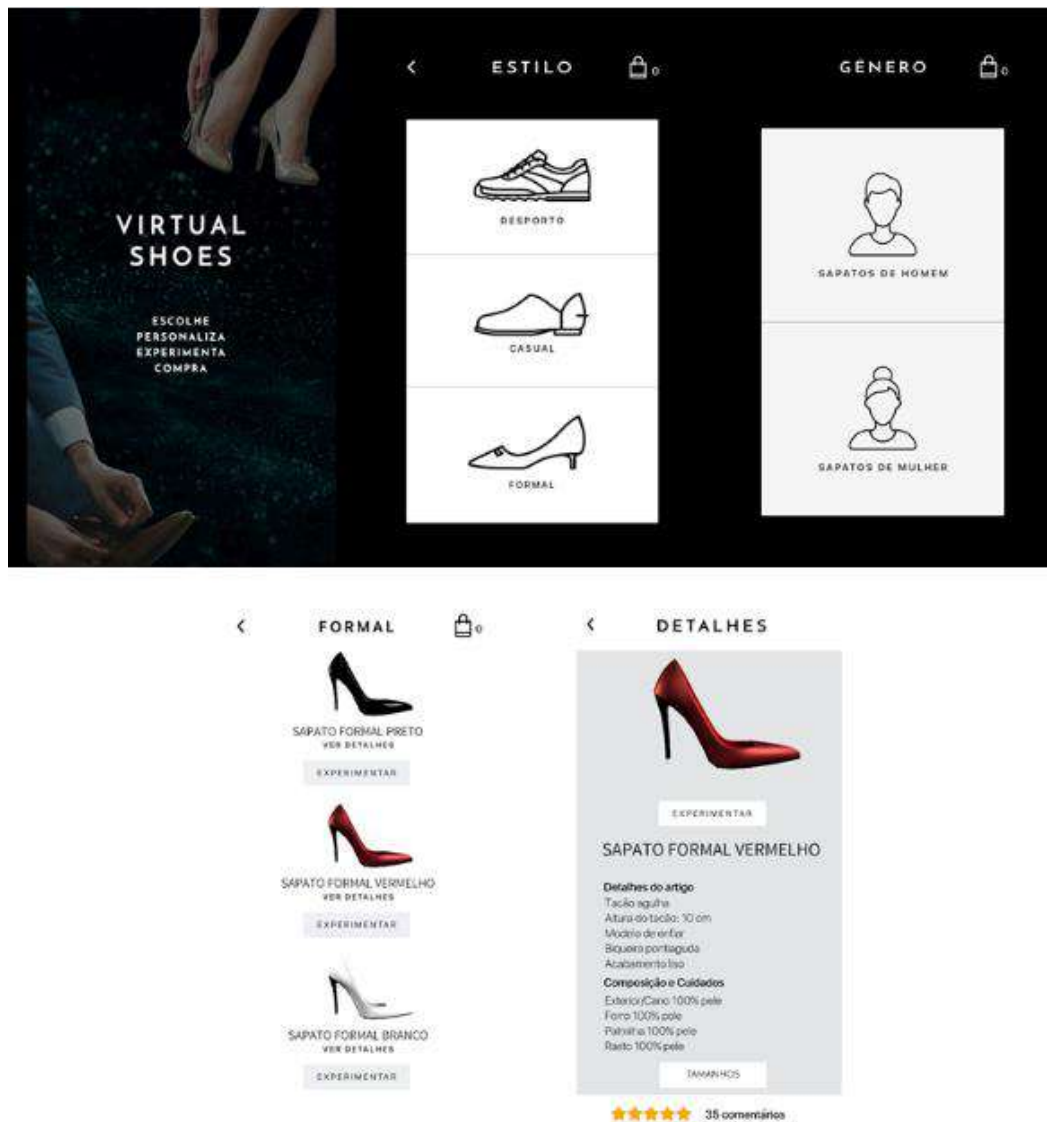 VIRTUAL
SHOES
ESCOLHE
PERSONALIZA
EXPERIMENTA
COMPRA
ESTILO
0
DESPORTO
CASUAL
FORMAL
GÉNERO
0
SAPATOS DE HOMEM
SAPATOS DE MULHER
FORMAL
0
SAPATO FORMAL PRETO
VER DETALHES
EXPERIMENTAR
SAPATO FORMAL VERMELHO
VER DETALHES
EXPERIMENTAR
SAPATO FORMAL BRANCO
VER DETALHES
EXPERIMENTAR
DETALHES
EXPERIMENTAR
SAPATO FORMAL VERMELHO
Detalhes do artigo
Tacão agulha
Altura do tacão: 10 cm
Modelo de enfiar
Biqueira pontiaguda
Acabamento liso
Composição e Cuidados
Exterior/Cano 100% pele
Forro 100% pele
Palmilha 100% pele
Rasto 100% pele
TAMANHOS
35 comentários